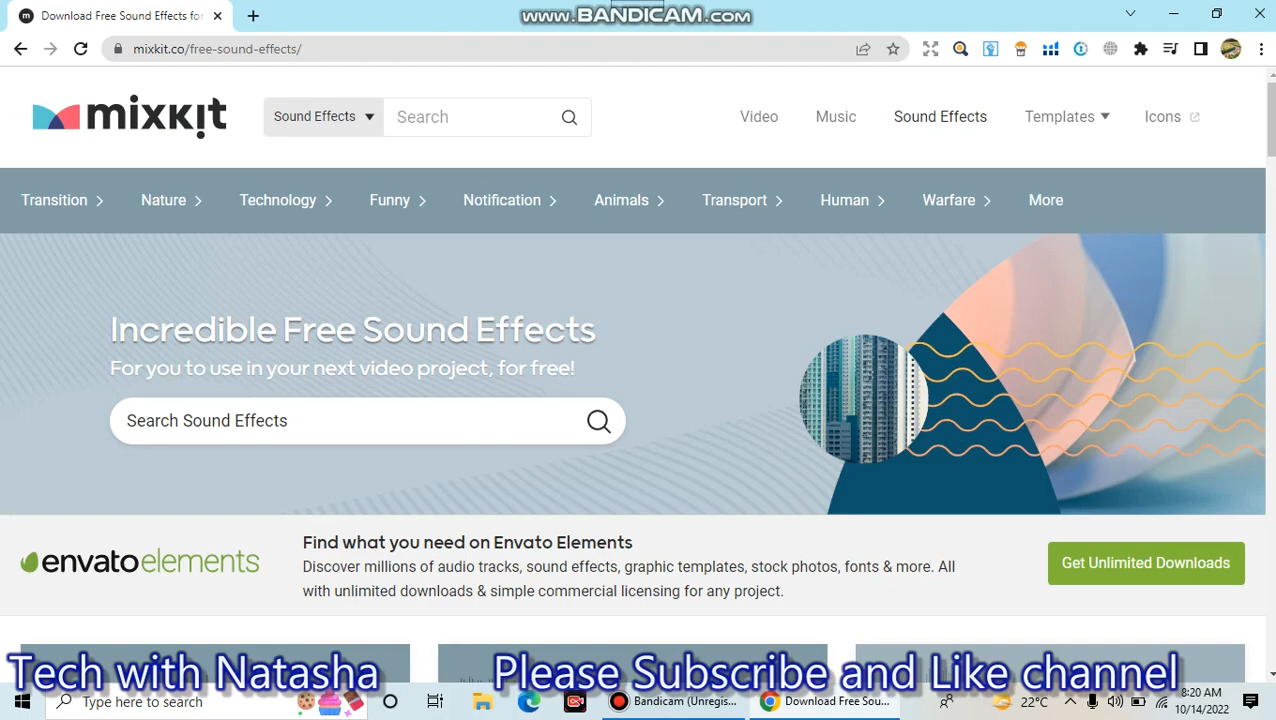 Download Free Sound Effects for
www.BANDICAM.com
mixkit.co/free-sound-effects/
mixkit
Sound Effects
Search
Video
Music
Sound Effects
Templates
Icons
Transition
Nature
Technology
Funny
Notification
Animals
Transport
Human
Warfare
More
Incredible Free Sound Effects
For you to use in your next video project, for free!
Search Sound Effects
envatoelements
Find what you need on Envato Elements
Discover millions of audio tracks, sound effects, graphic templates, stock photos, fonts & more. All
with unlimited downloads & simple commercial licensing for any project.
Get Unlimited Downloads
Tech with Natasha
Please Subscribe and Like channel
Type here to search
Bandicam (Unregis...
Download Free Sou...
22°C
8:20 AM
10/14/2022